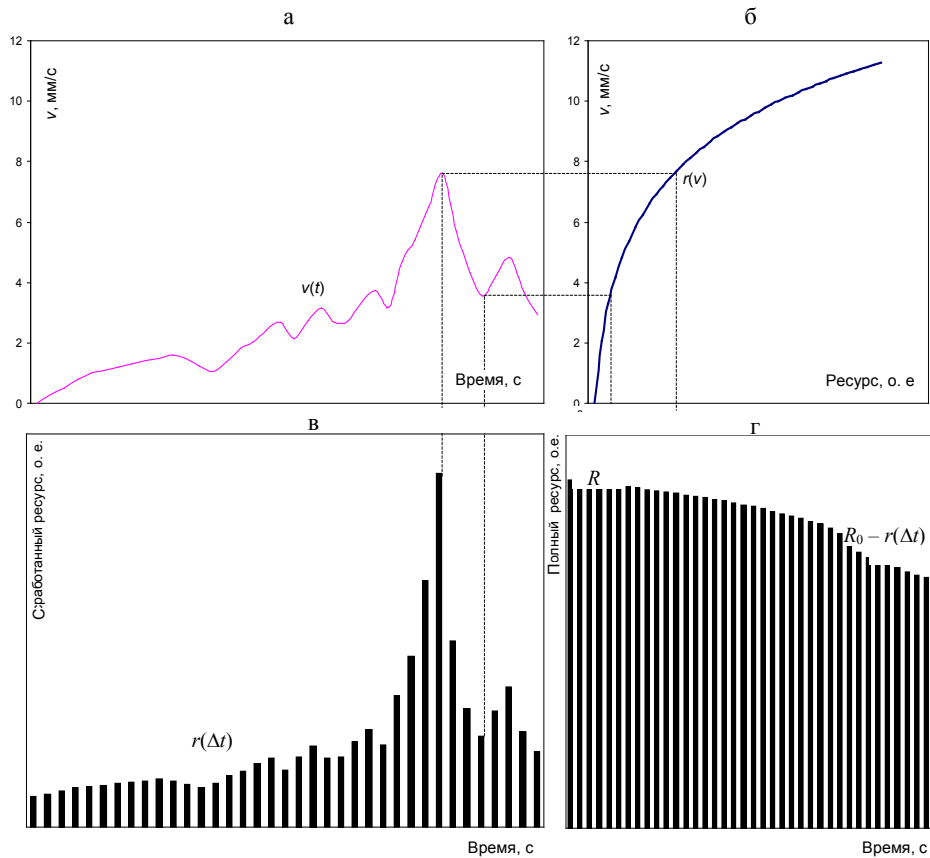 а
б
12
10
8
6
4
2
0
v, мм/с
v(t)
Время, с
12
10
8
6
4
2
0
v, мм/с
r(v)
Ресурс, о. е
в
г
Сработанный ресурс, о. е.
r(Δt)
Время, с
Полный ресурс, о.е.
R
R₀ – r(Δt)
Время, с